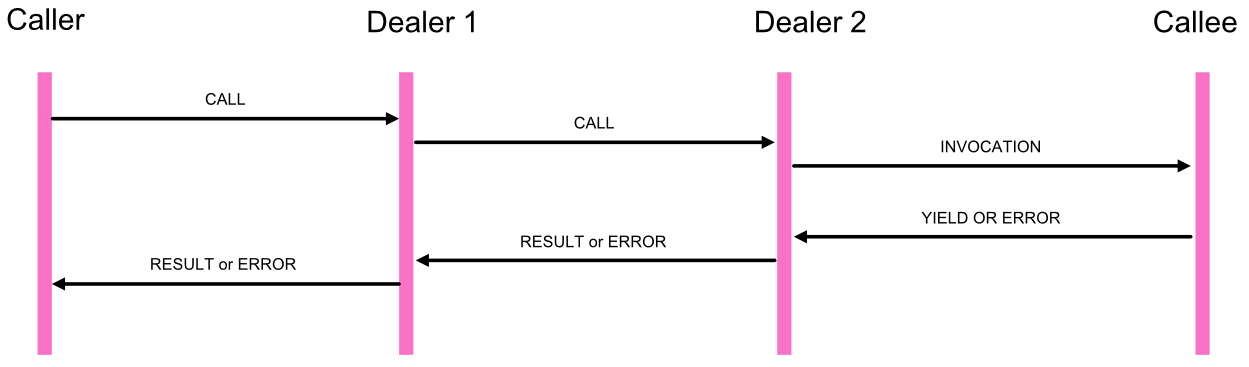 Caller
Dealer 1
Dealer 2
Callee
CALL
CALL
INVOCATION
YIELD OR ERROR
RESULT or ERROR
RESULT or ERROR